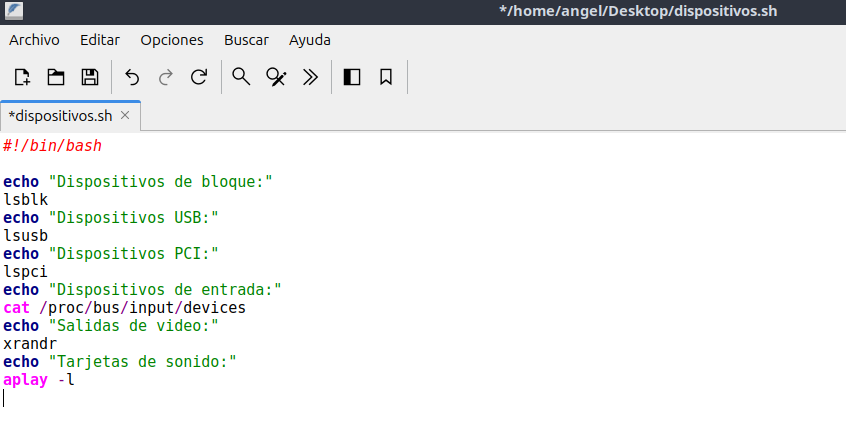 */home/angel/Desktop/dispositivos.sh
Archivo Editar Opciones Buscar Ayuda
*dispositivos.sh
#!/bin/bash
echo "Dispositivos de bloque:"
lsblk
echo "Dispositivos USB:"
lsusb
echo "Dispositivos PCI:"
lspci
echo "Dispositivos de entrada:"
cat /proc/bus/input/devices
echo "Salidas de video:"
xrandr
echo "Tarjetas de sonido:"
aplay -l